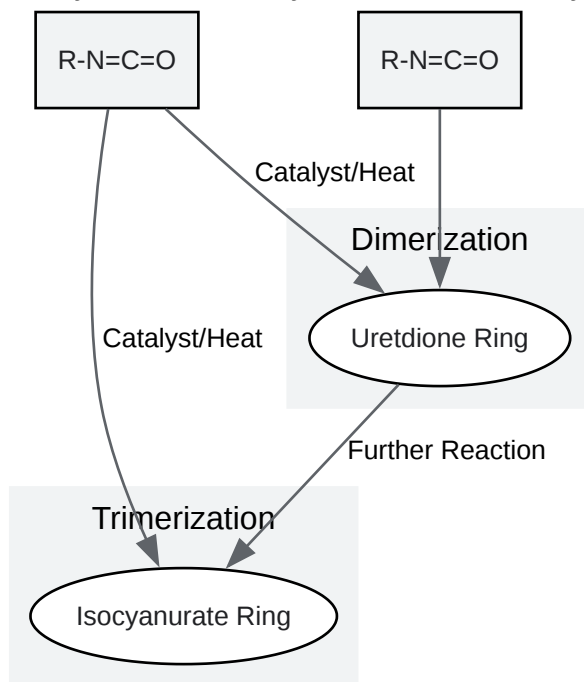 R-N=C=O
R-N=C=O
Catalyst/Heat
Dimerization
Catalyst/Heat
Uretdione Ring
Further Reaction
Trimerization
Isocyanurate Ring